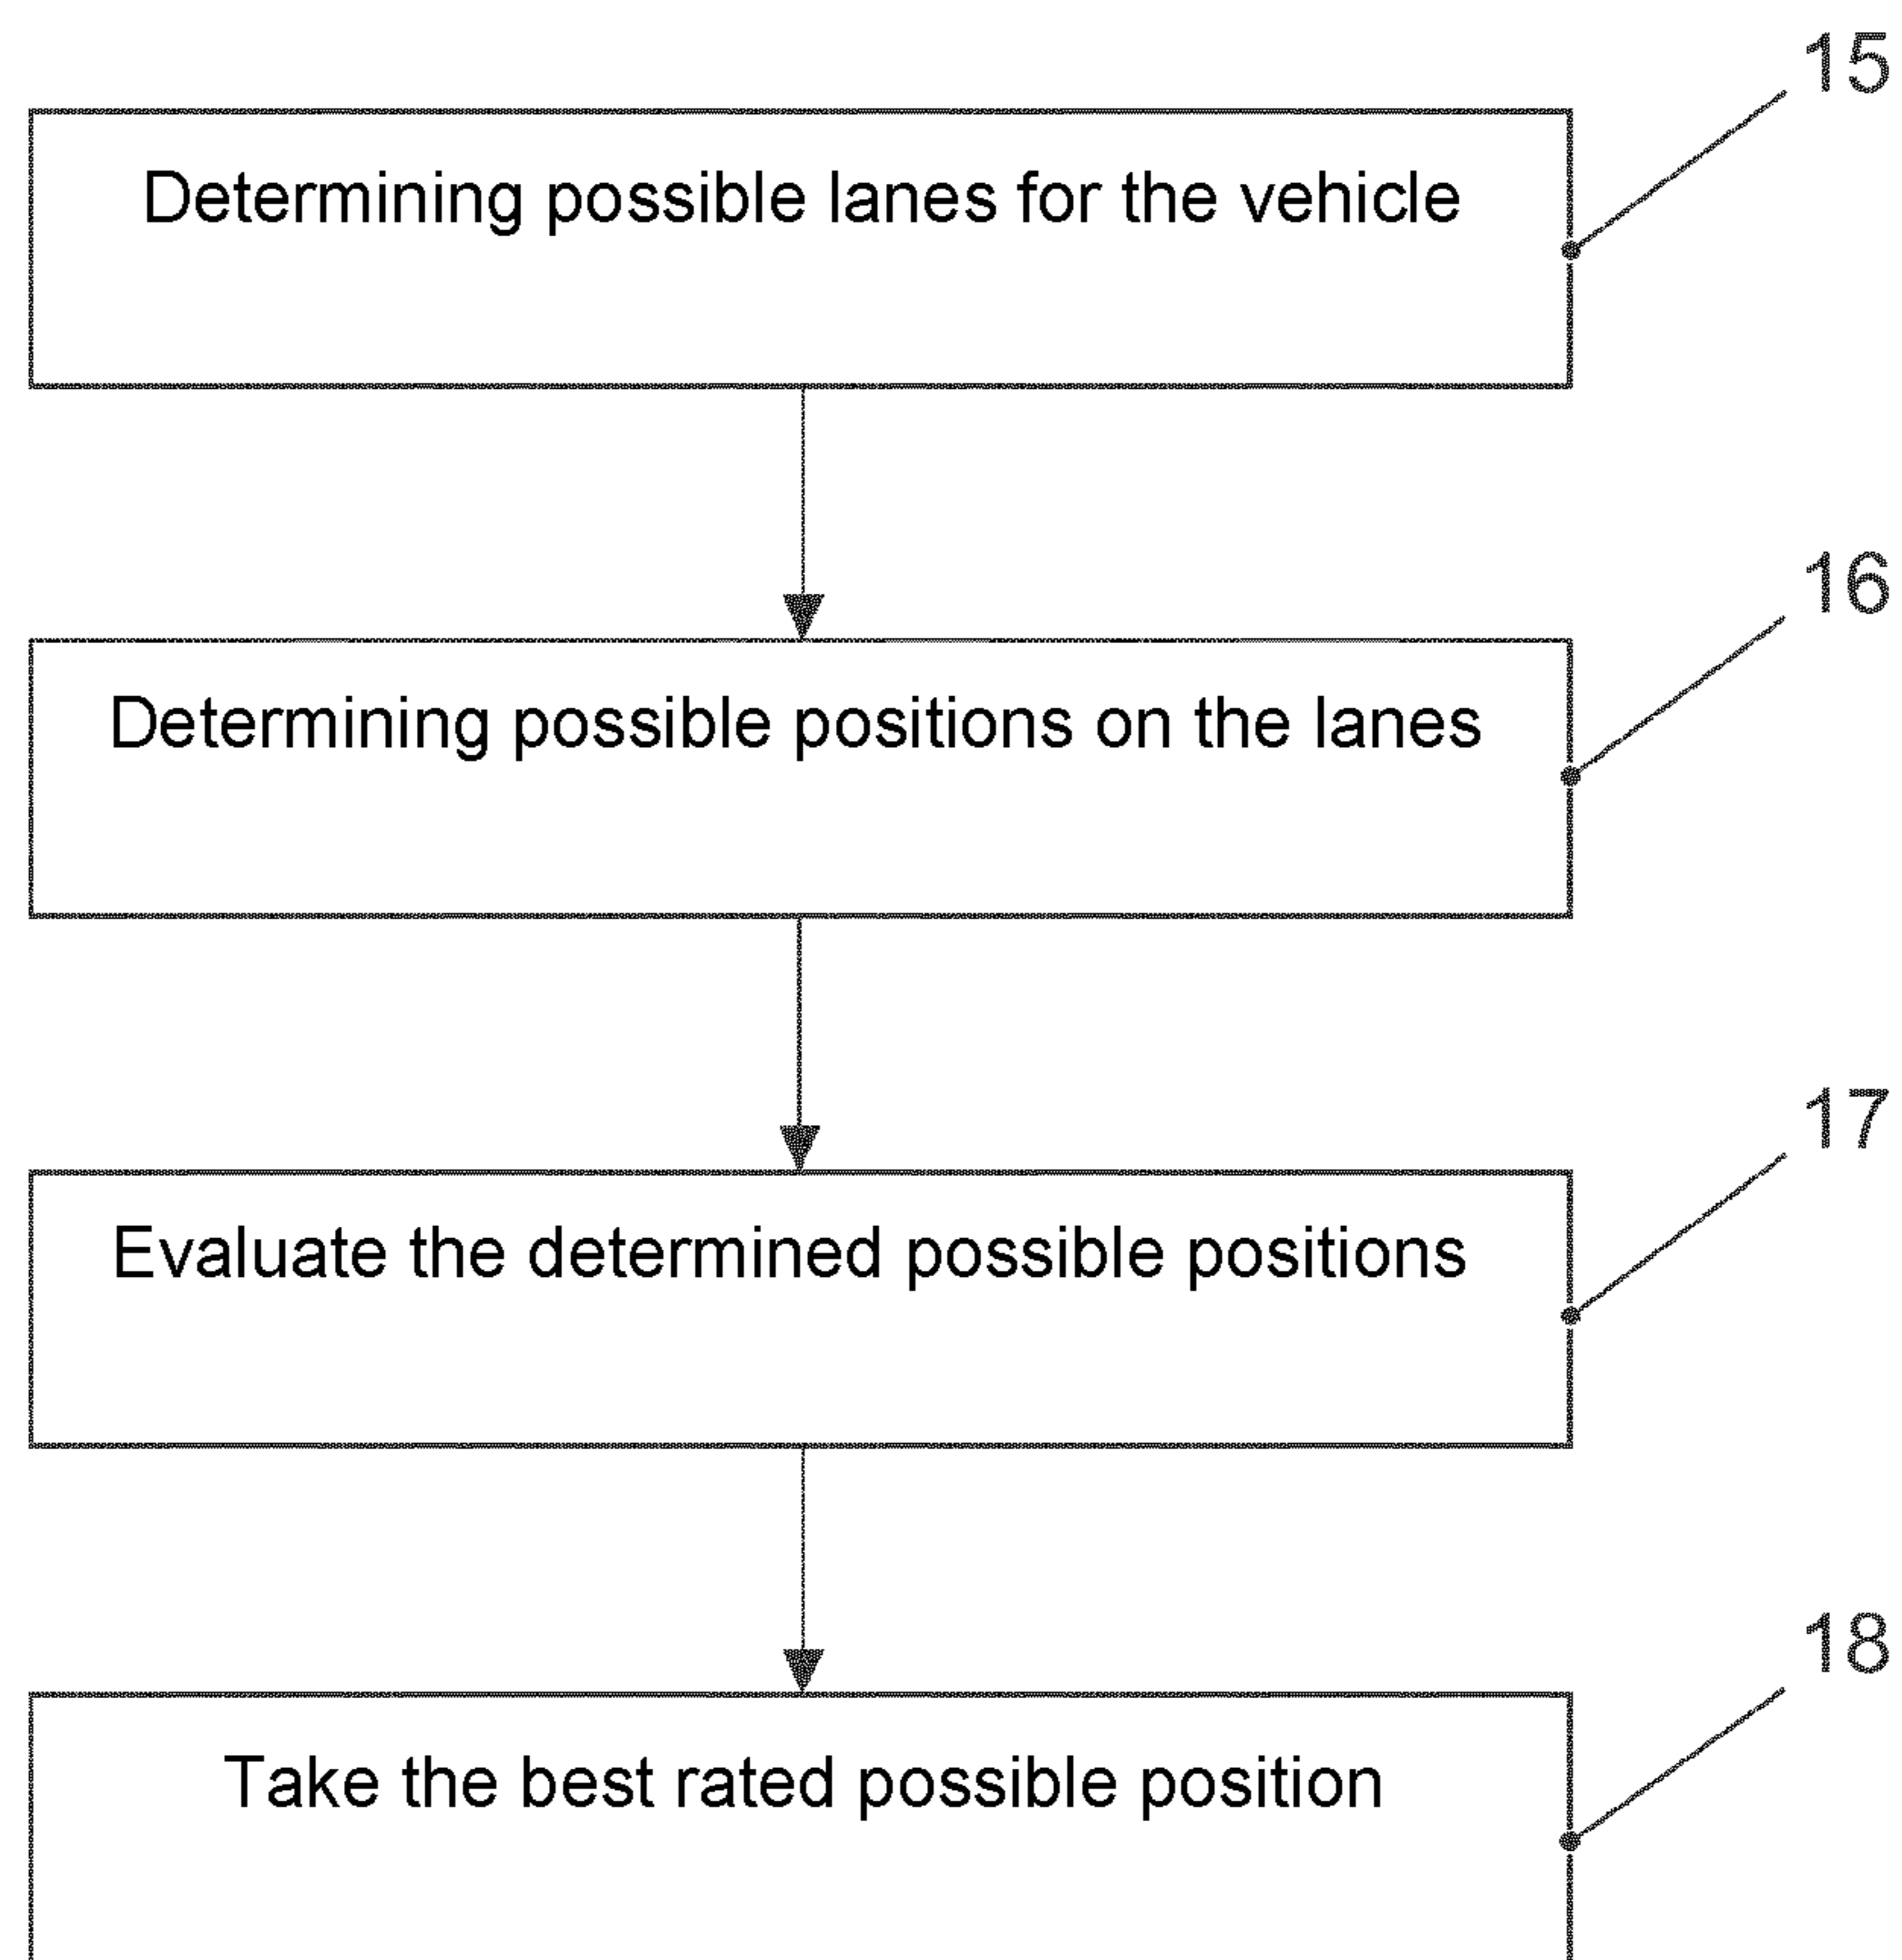 15
Determining possible lanes for the vehicle
16
Determining possible positions on the lanes
17
Evaluate the determined possible positions
18
Take the best rated possible position